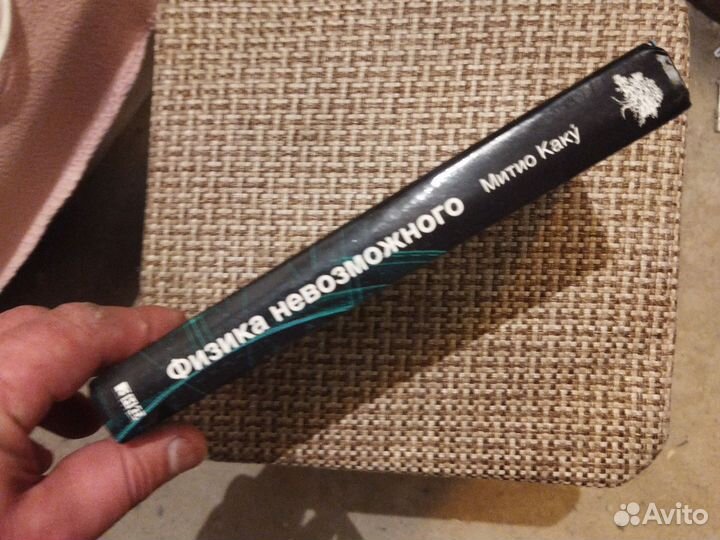 Митио Каку́
Физика невозможного
Avito